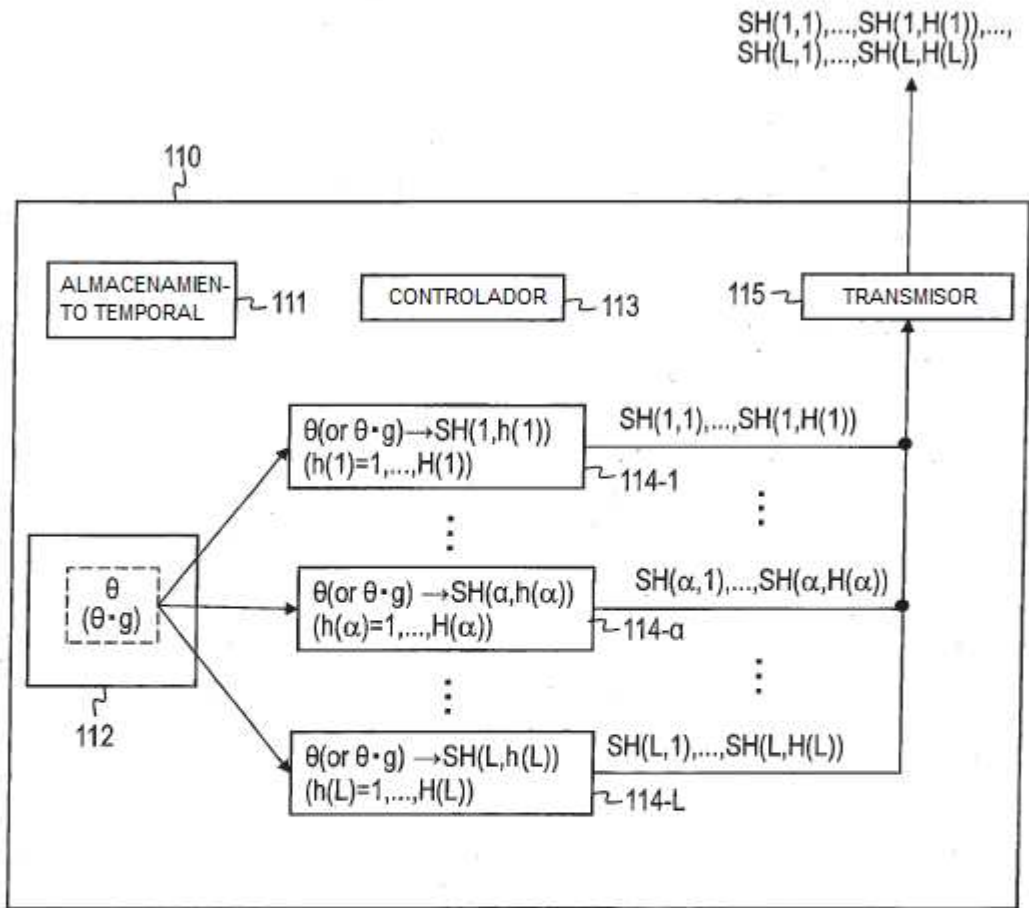 SH(1,1),...,SH(1,H(1)),...,
SH(L,1),...,SH(L,H(L))
110
ALMACENAMIEN-
TO TEMPORAL
111
CONTROLADOR
113
115
TRANSMISOR
θ(or θ·g)→SH(1,h(1))
(h(1)=1,...,H(1))
114-1
SH(1,1),...,SH(1,H(1))
θ
(θ·g)
112
θ(or θ·g) →SH(α,h(α))
(h(α)=1,...,H(α))
114-α
SH(α,1),...,SH(α,H(α))
θ(or θ·g) →SH(L,h(L))
(h(L)=1,...,H(L))
114-L
SH(L,1),...,SH(L,H(L))